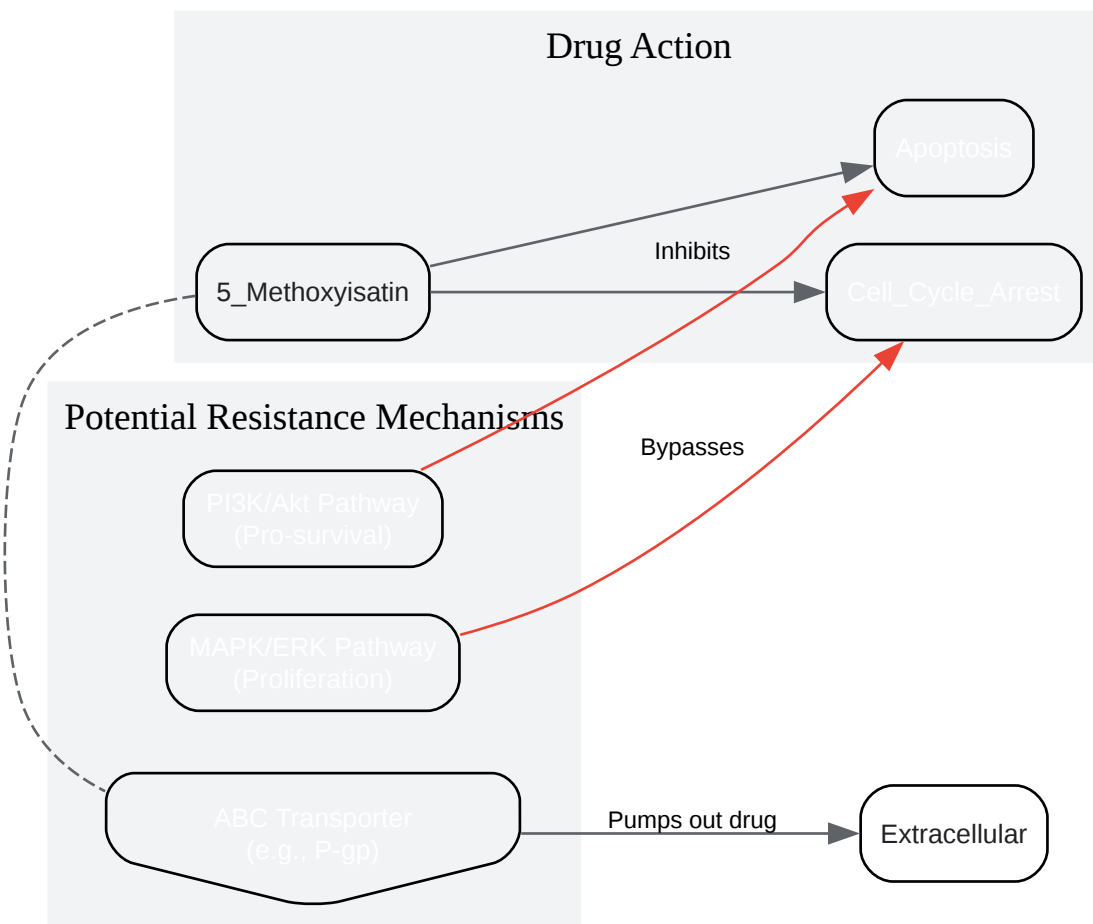 Drug Action
Apoptosis
Inhibits
5_Methoxyisatin
Cell_Cycle_Arrest
Potential Resistance Mechanisms
Bypasses
PI3K/Akt Pathway
(Pro-survival)
MAPK/ERK Pathway
(Proliferation)
ABC Transporter
(e.g., P-gp)
Pumps out drug
Extracellular